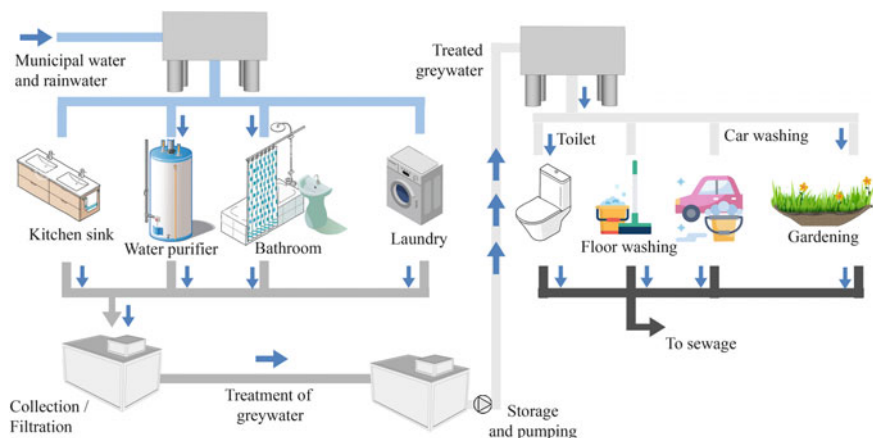 Municipal water
and rainwater
Treated
greywater
Toilet
Car washing
Kitchen sink
Water purifier
Bathroom
Laundry
Floor washing
Gardening
To sewage
Collection /
Filtration
Treatment of
greywater
Storage
and pumping